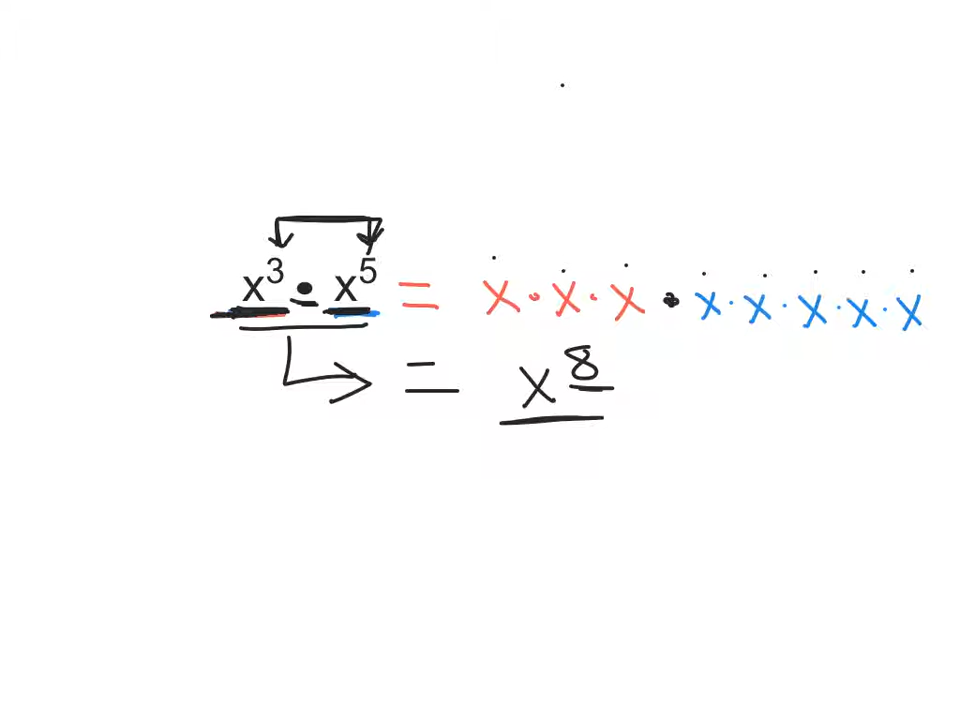 x³ · x⁵ = x · x · x · x · x · x · x · x
= x⁸